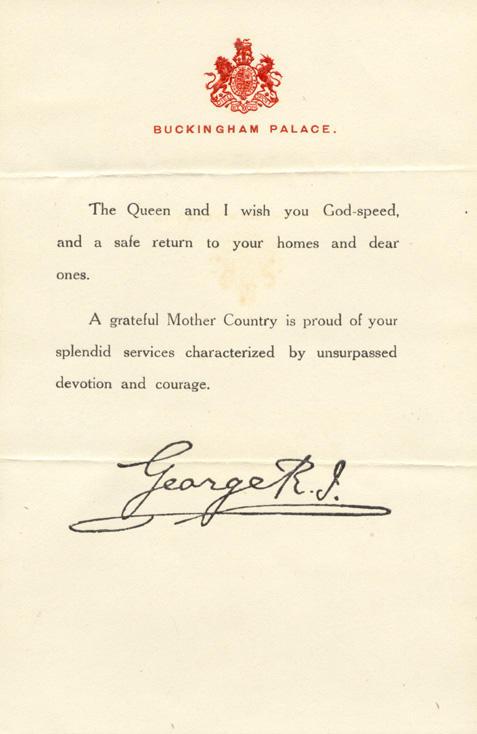 BUCKINGHAM PALACE.
The Queen and I wish you God-speed,
and a safe return to your homes and dear
ones.
A grateful Mother Country is proud of your
splendid services characterized by unsurpassed
devotion and courage.
George R.I.